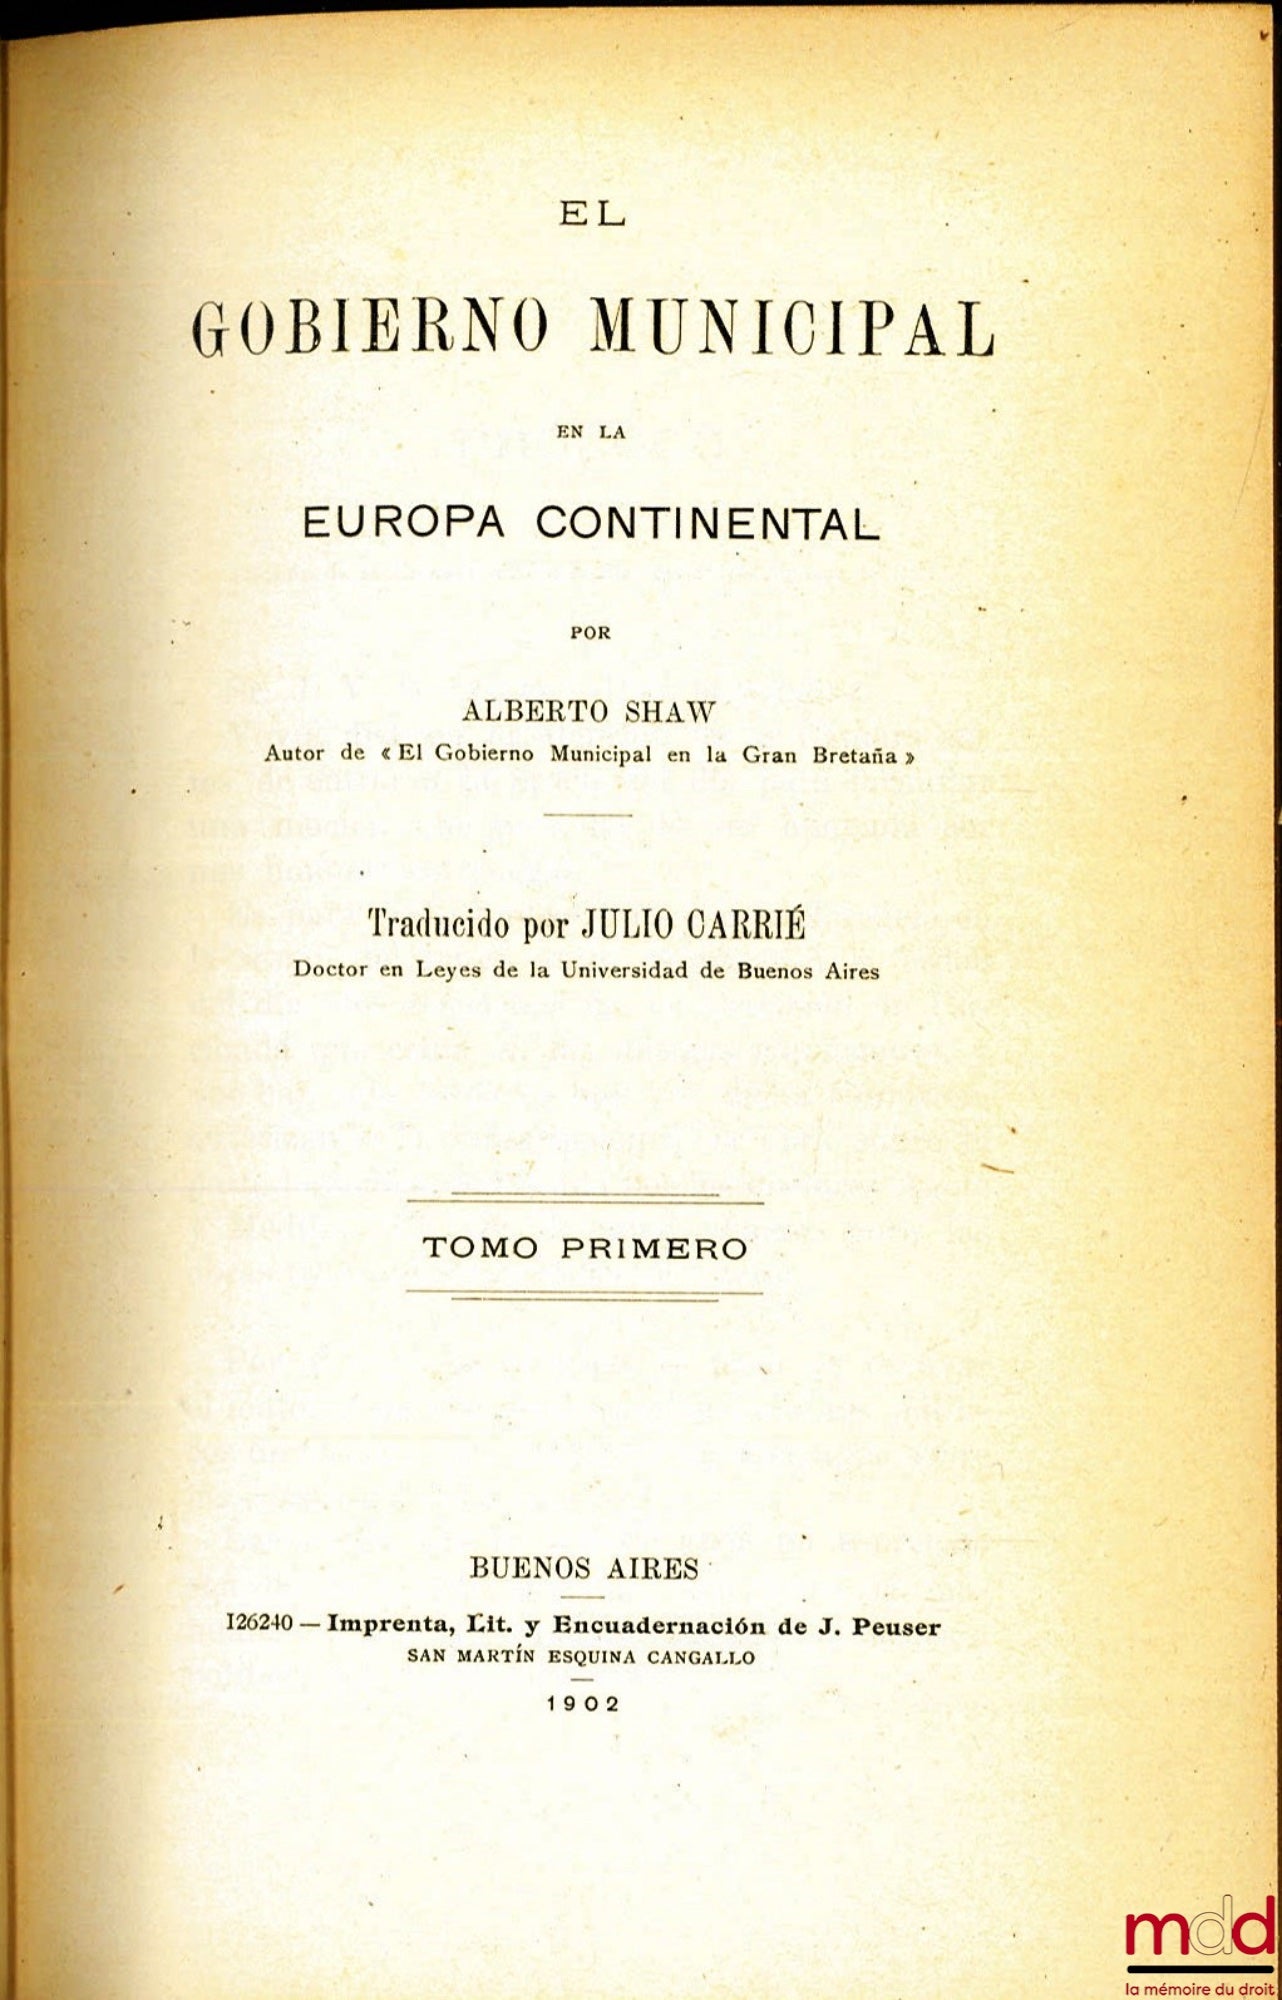 EL
GOBIERNO MUNICIPAL
EN LA
EUROPA CONTINENTAL
POR
ALBERTO SHAW
Autor de « El Gobierno Municipal en la Gran Bretaña »
Traducido por JULIO CARRIÉ
Doctor en Leyes de la Universidad de Buenos Aires
TOMO PRIMERO
BUENOS AIRES
126240 — Imprenta, Lit. y Encuadernación de J. Peuser
SAN MARTÍN ESQUINA CANGALLO
1902
mdd
la mémoire du droit